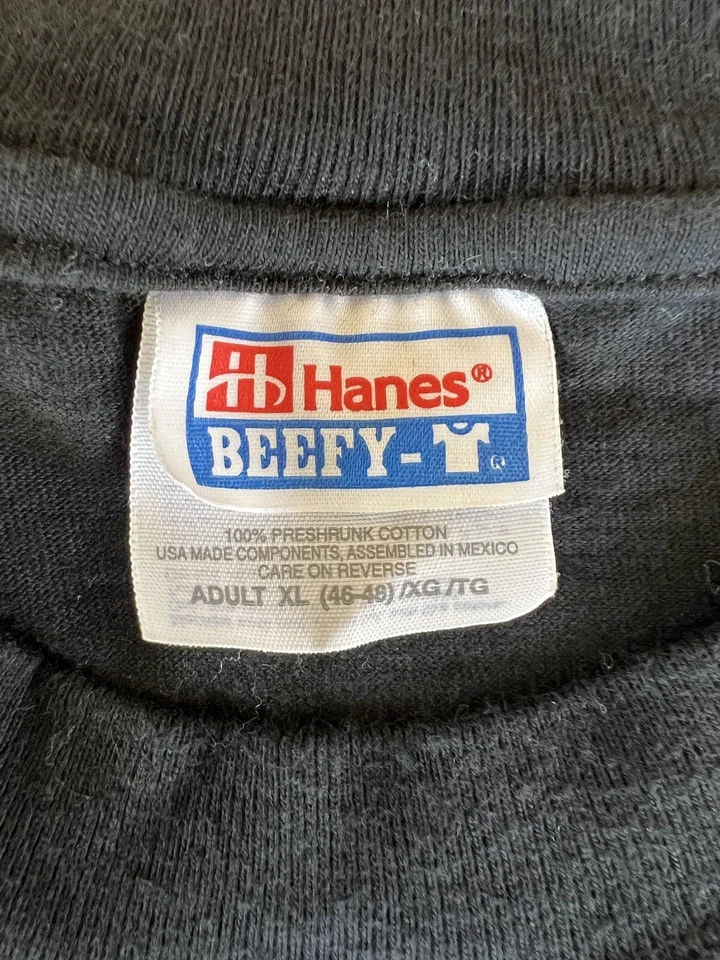 Hanes®
BEEFY-T®
100% PRESHRUNK COTTON
USA MADE COMPONENTS, ASSEMBLED IN MEXICO
CARE ON REVERSE
ADULT XL (46-48) /XG /TG